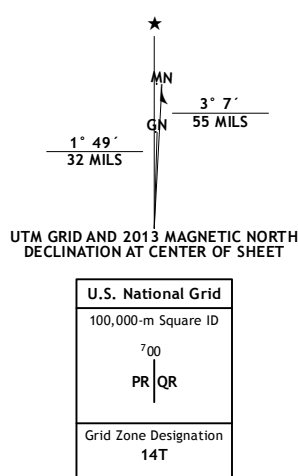 ★
MN
3° 7´
55 MILS
GN
1° 49´
32 MILS
UTM GRID AND 2013 MAGNETIC NORTH
DECLINATION AT CENTER OF SHEET
U.S. National Grid
100,000-m Square ID
⁷00
PR QR
Grid Zone Designation
14T